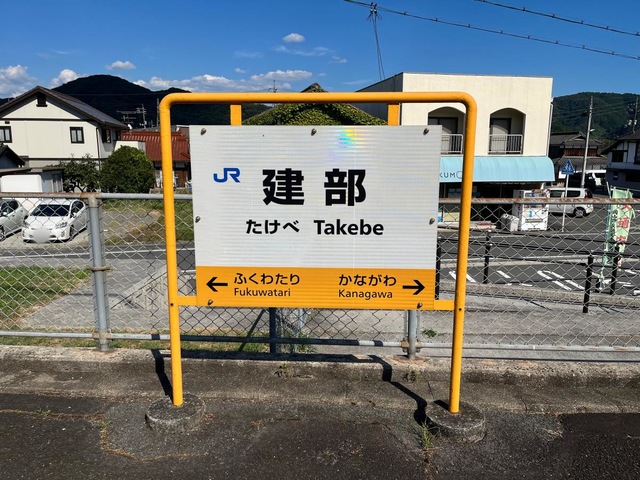 JR
建部
たけべ Takebe
← ふくわたり かながわ →
Fukuwatari Kanagawa